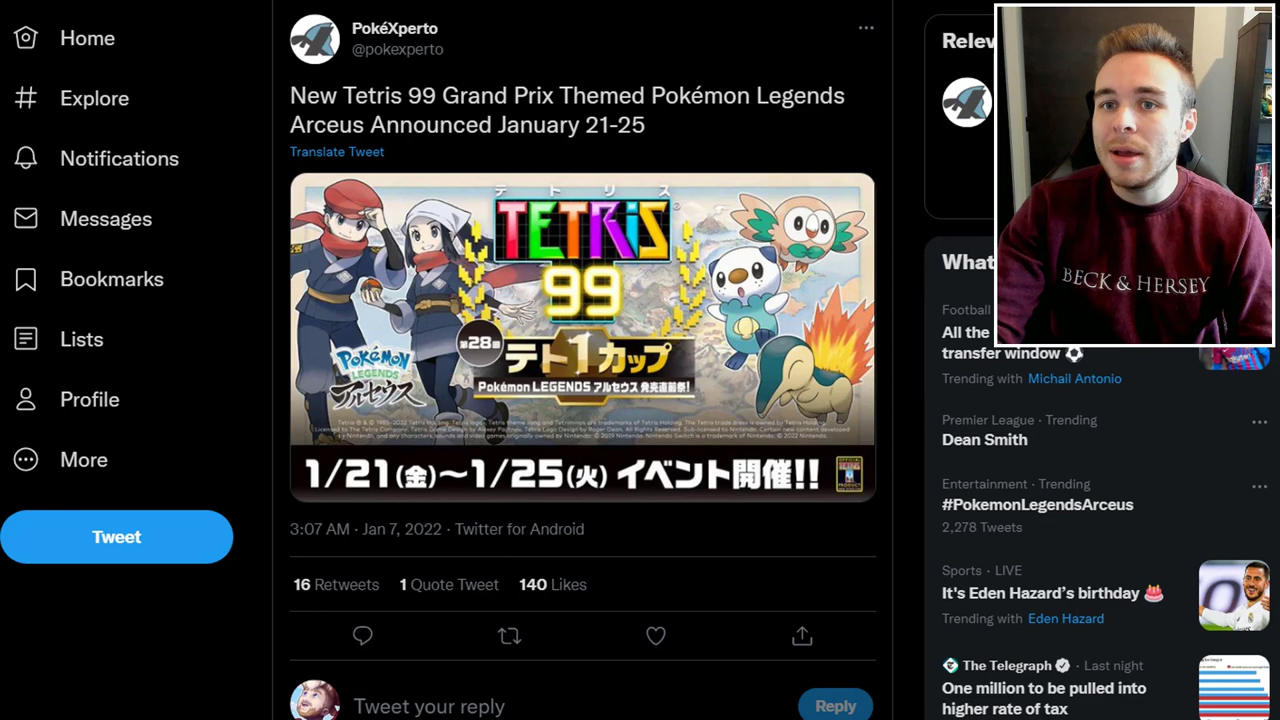 Home
Explore
Notifications
Messages
Bookmarks
Lists
Profile
More
Tweet
PokéXperto
@pokexperto
New Tetris 99 Grand Prix Themed Pokémon Legends
Arceus Announced January 21-25
Translate Tweet
テトリス
TETRIS
99
第28回
テト1カップ
Pokémon LEGENDS アルセウス 発売直前祭!
Pokémon
LEGENDS
アルセウス
1/21(金)~1/25(火) イベント開催!!
OFFICIAL
TETRIS
PRODUCT
3:07 AM · Jan 7, 2022 · Twitter for Android
16 Retweets 1 Quote Tweet 140 Likes
Tweet your reply
Reply
Relev
What
Football
All the
transfer window
Trending with Michail Antonio
Premier League · Trending
Dean Smith
Entertainment · Trending
#PokemonLegendsArceus
2,278 Tweets
Sports · LIVE
It's Eden Hazard's birthday
Trending with Eden Hazard
The Telegraph · Last night
One million to be pulled into
higher rate of tax
BECK & HERSEY